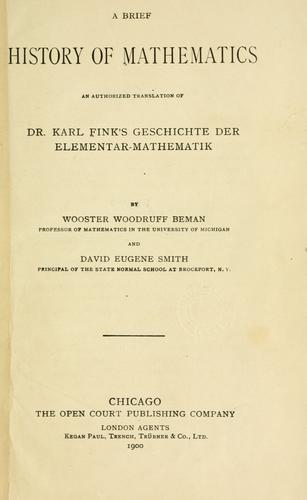 A BRIEF
HISTORY OF MATHEMATICS
AN AUTHORIZED TRANSLATION OF
DR. KARL FINK'S GESCHICHTE DER
ELEMENTAR-MATHEMATIK
BY
WOOSTER WOODRUFF BEMAN
PROFESSOR OF MATHEMATICS IN THE UNIVERSITY OF MICHIGAN
AND
DAVID EUGENE SMITH
PRINCIPAL OF THE STATE NORMAL SCHOOL AT BROCKPORT, N. Y.
CHICAGO
THE OPEN COURT PUBLISHING COMPANY
LONDON AGENTS
KEGAN PAUL, TRENCH, TRÜBNER & CO., LTD.
1900